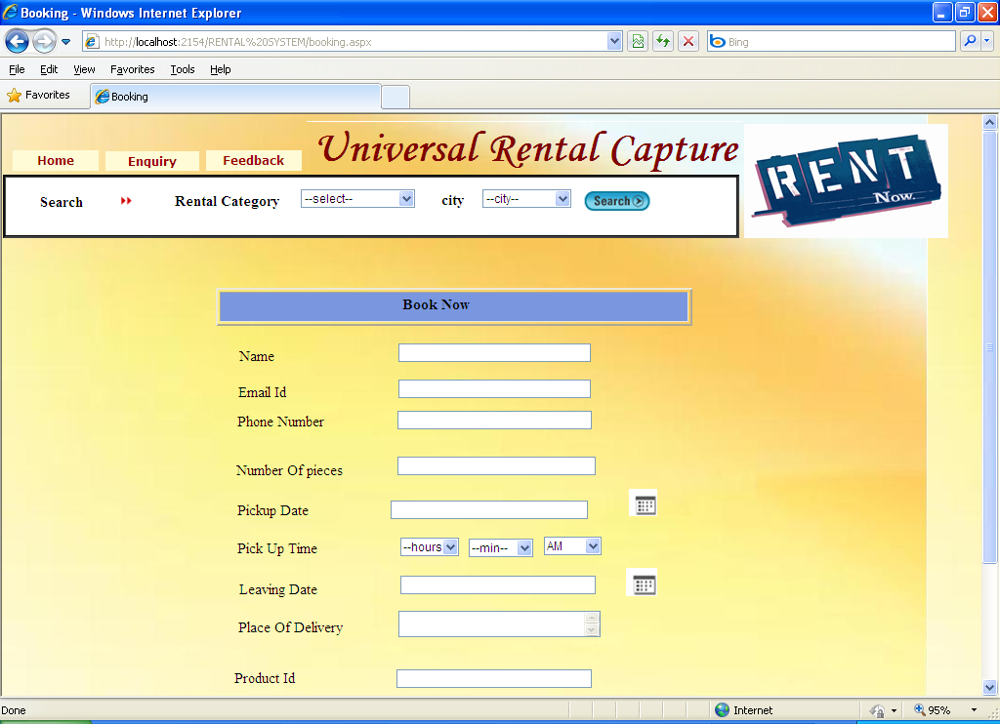 Booking - Windows Internet Explorer
http://localhost:2154/RENTAL%20SYSTEM/booking.aspx
Bing
File Edit View Favorites Tools Help
Favorites Booking
Universal Rental Capture
Home Enquiry Feedback
RENT
Now.
Search Rental Category --select-- city --city-- Search
Book Now
Name
Email Id
Phone Number
Number Of pieces
Pickup Date
Pick Up Time --hours --min-- AM
Leaving Date
Place Of Delivery
Product Id
Done Internet 95%